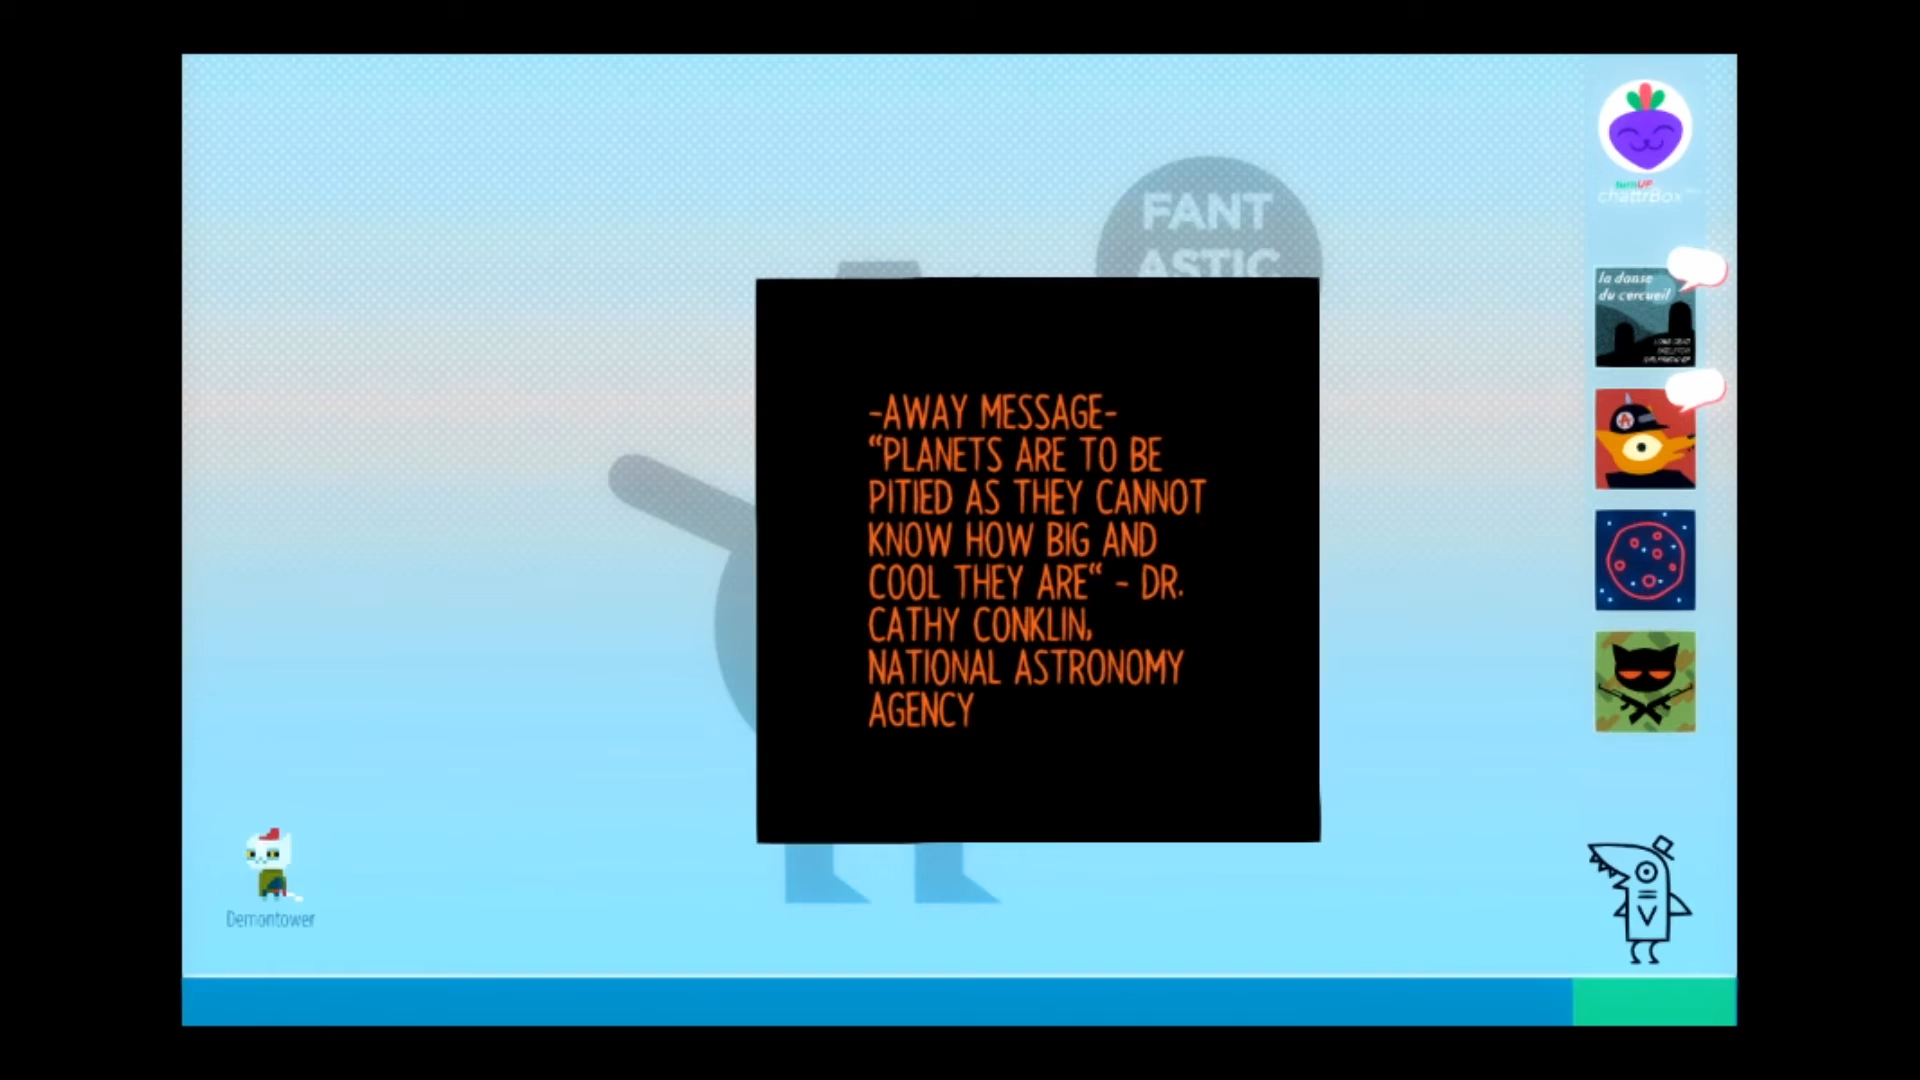 FANT
ASTIC
turnUP
chattrBox
la danse
du cercueil
-AWAY MESSAGE-
“PLANETS ARE TO BE
PITIED AS THEY CANNOT
KNOW HOW BIG AND
COOL THEY ARE“ - DR.
CATHY CONKLIN,
NATIONAL ASTRONOMY
AGENCY
Demontower